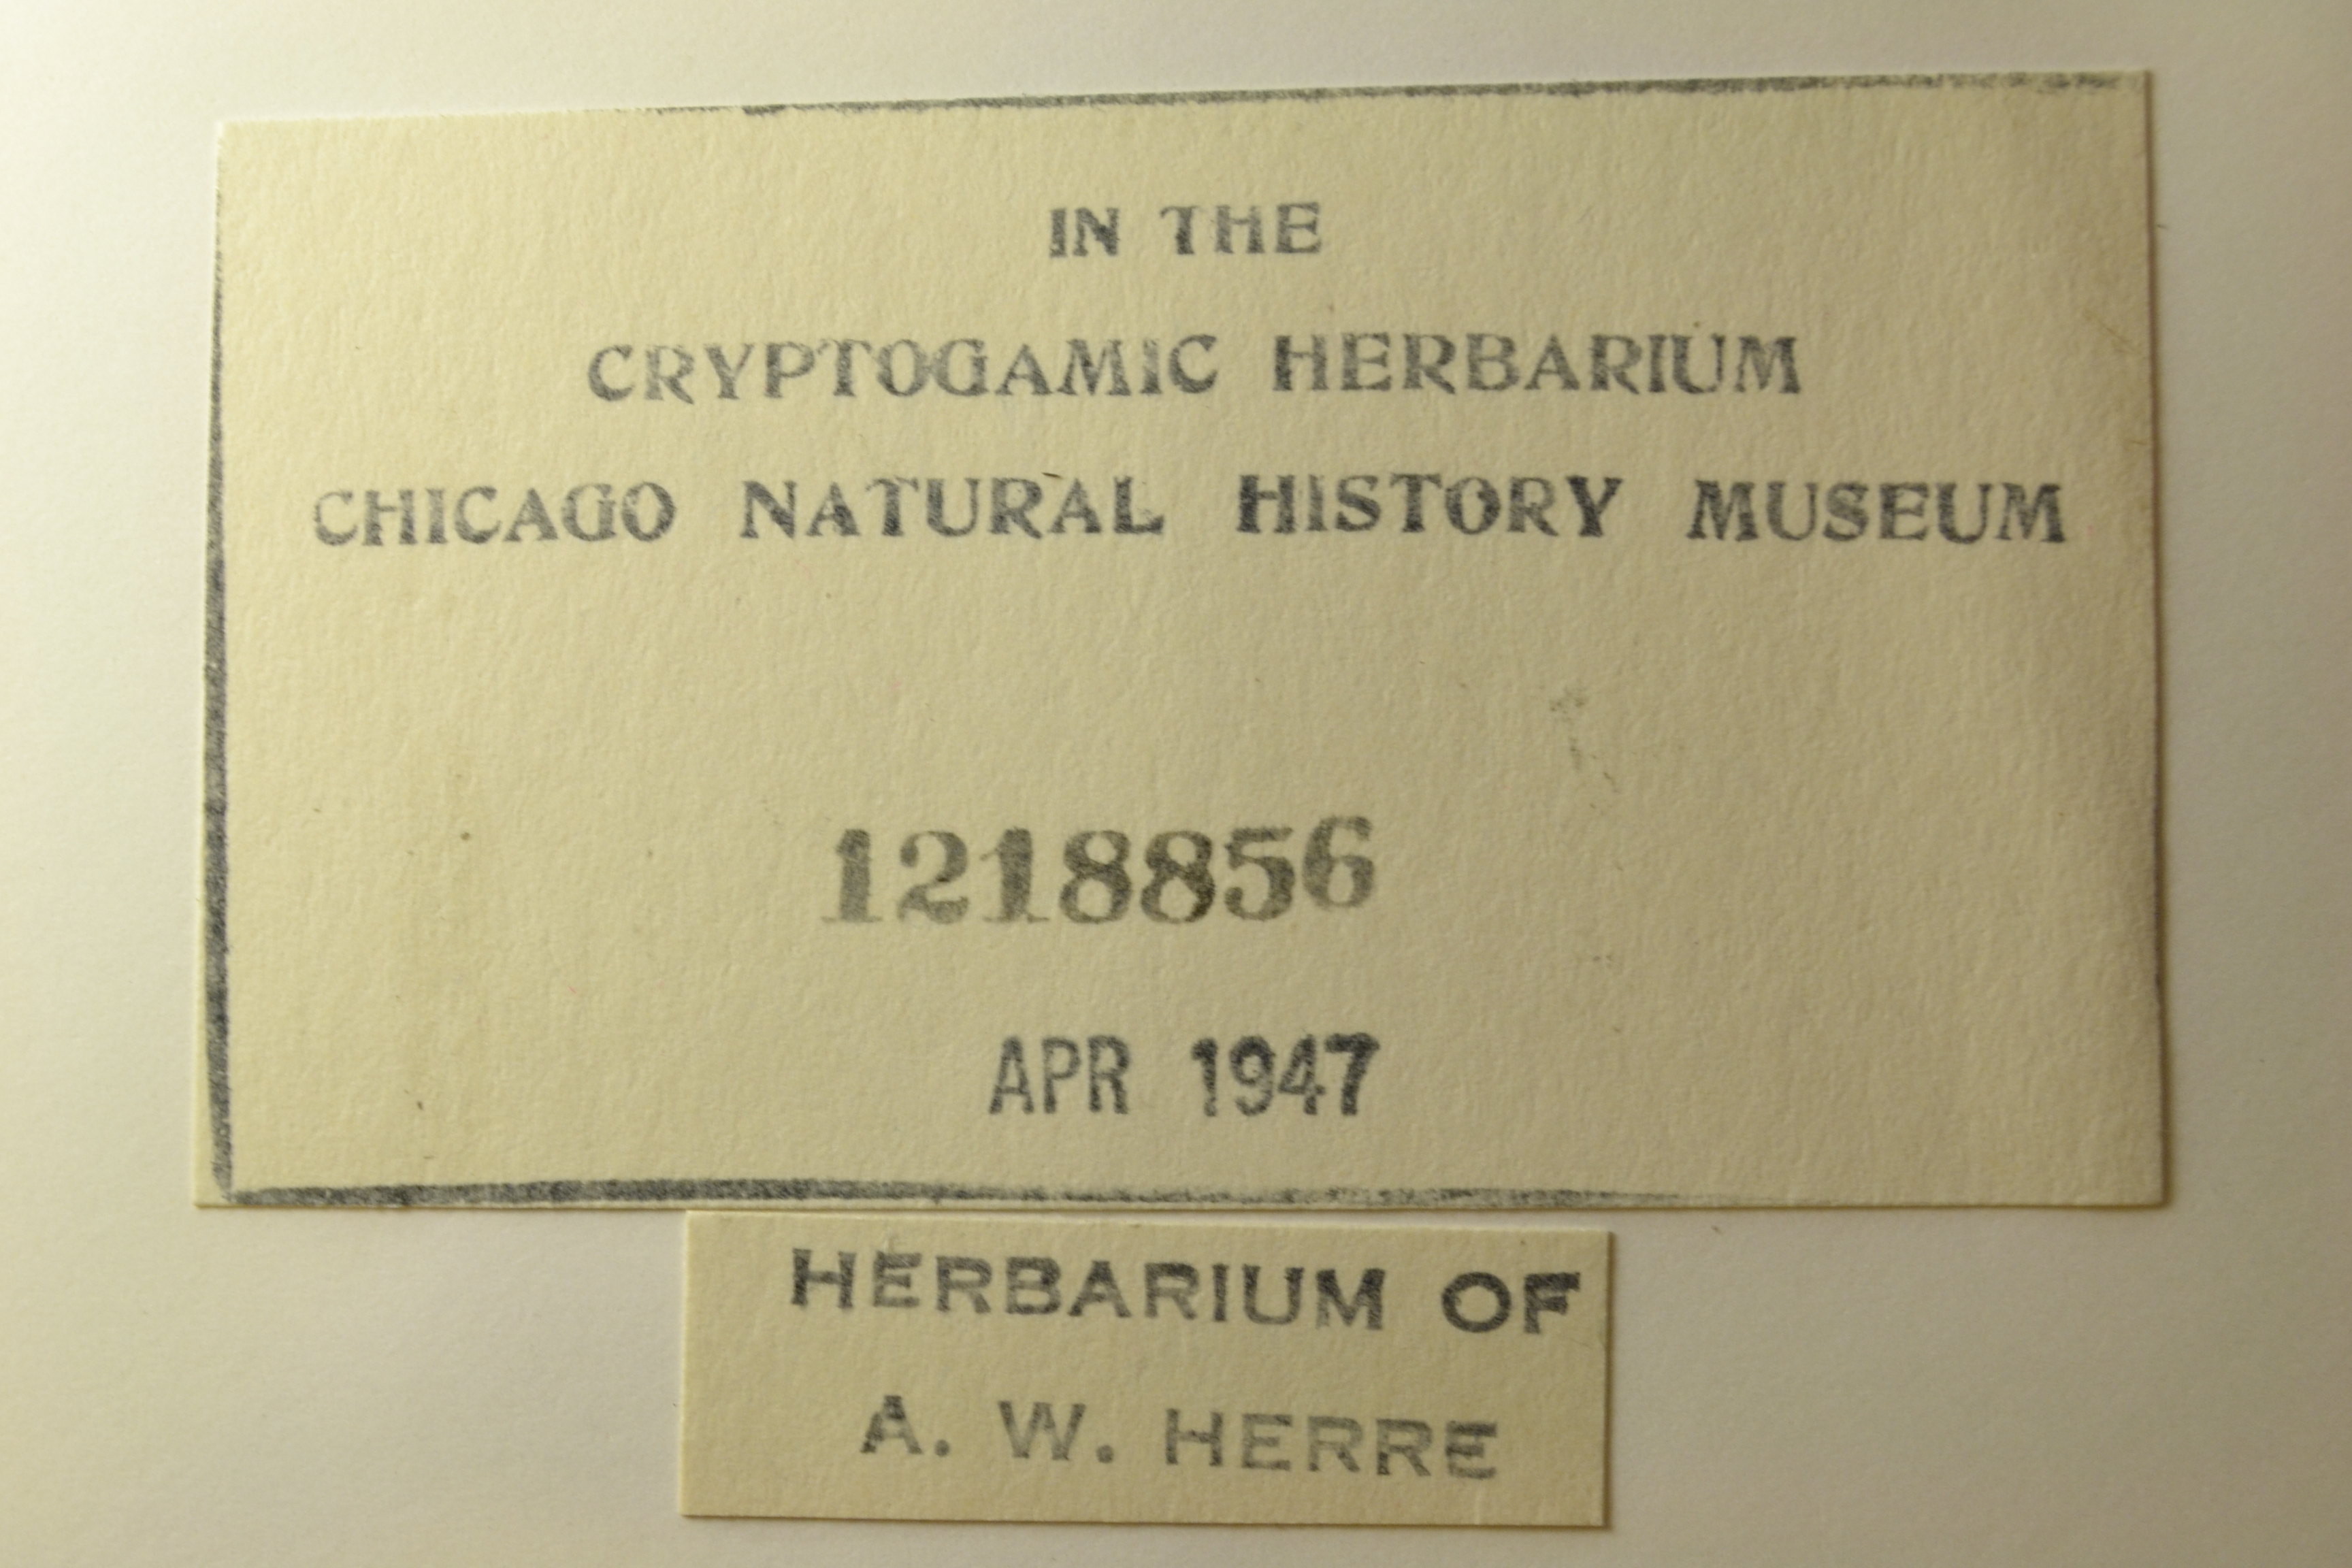 IN THE
CRYPTOGAMIC HERBARIUM
CHICAGO NATURAL HISTORY MUSEUM
1218856
APR 1947
HERBARIUM OF
A. W. HERRE